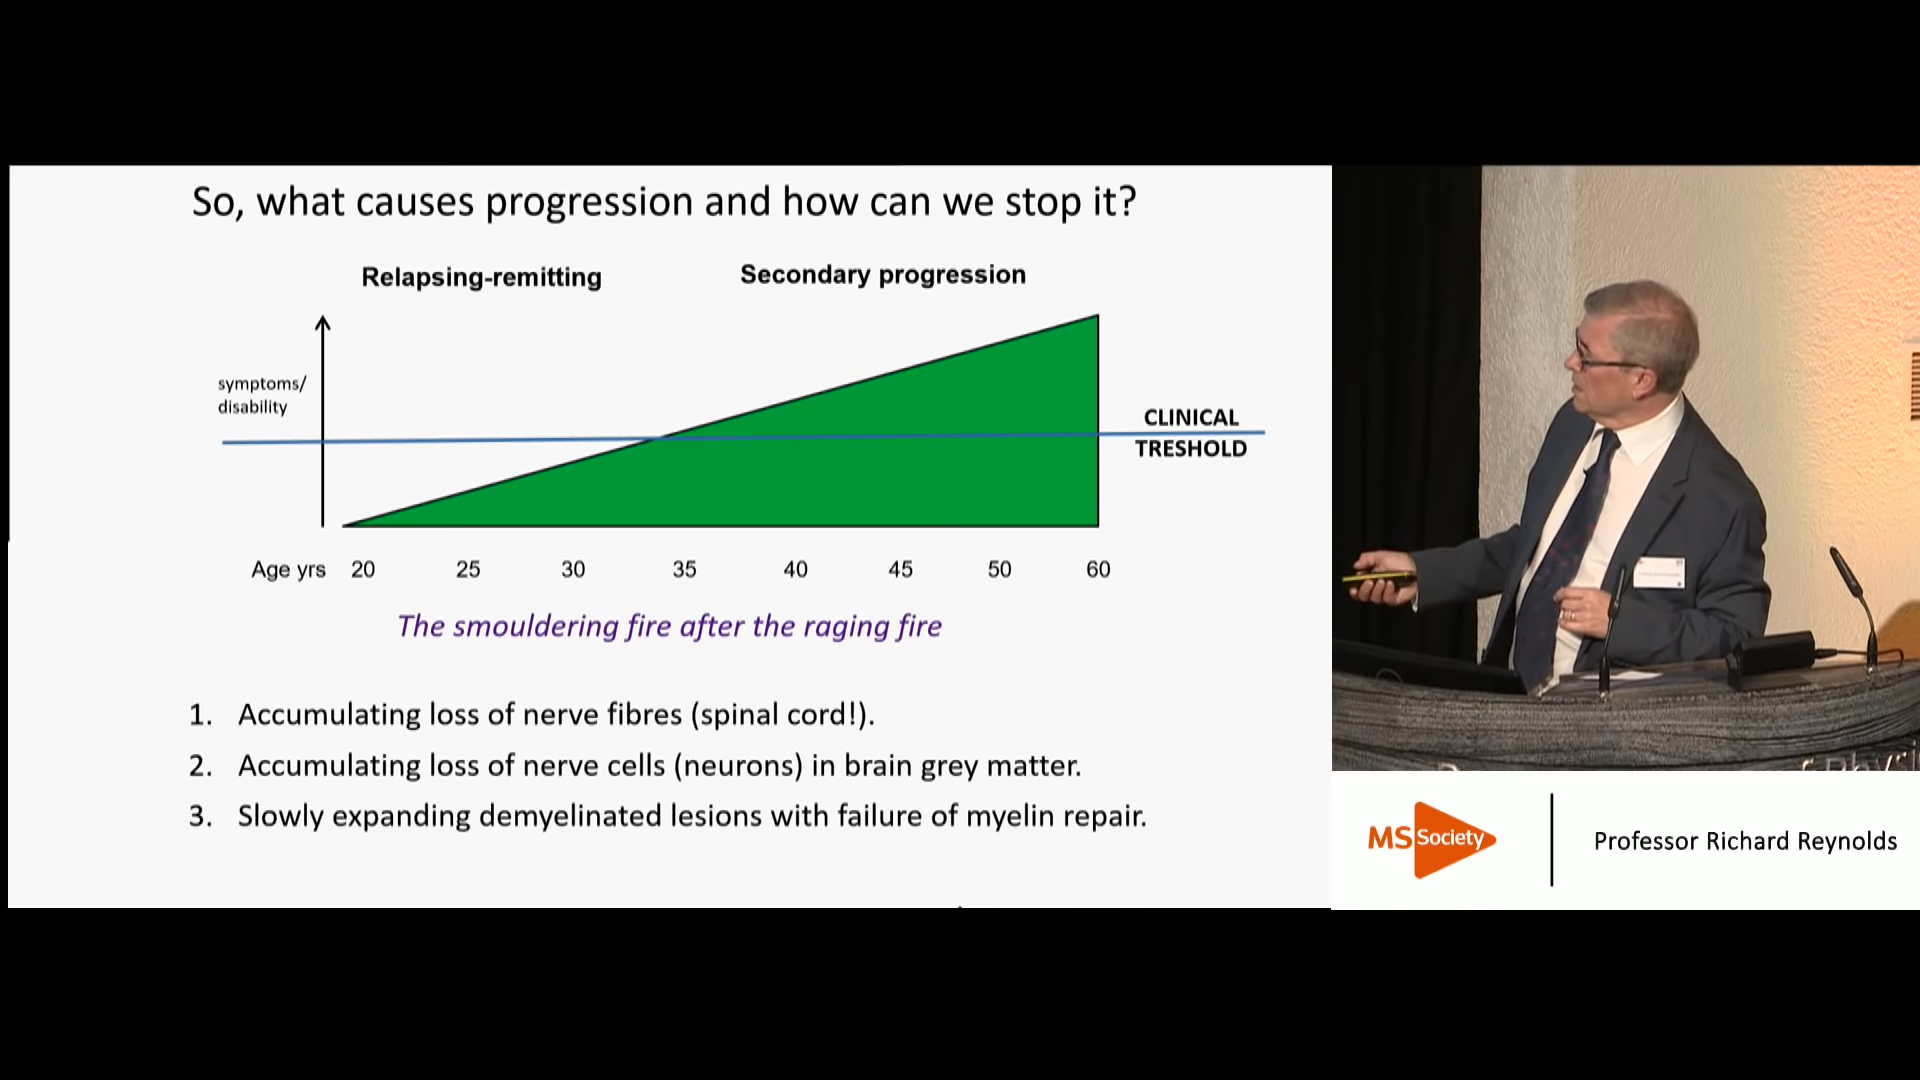 So, what causes progression and how can we stop it?
Relapsing-remitting
Secondary progression
symptoms/
disability
CLINICAL
TRESHOLD
Age yrs 20 25 30 35 40 45 50 60
The smouldering fire after the raging fire
1. Accumulating loss of nerve fibres (spinal cord!).
2. Accumulating loss of nerve cells (neurons) in brain grey matter.
3. Slowly expanding demyelinated lesions with failure of myelin repair.
MS Society
Professor Richard Reynolds